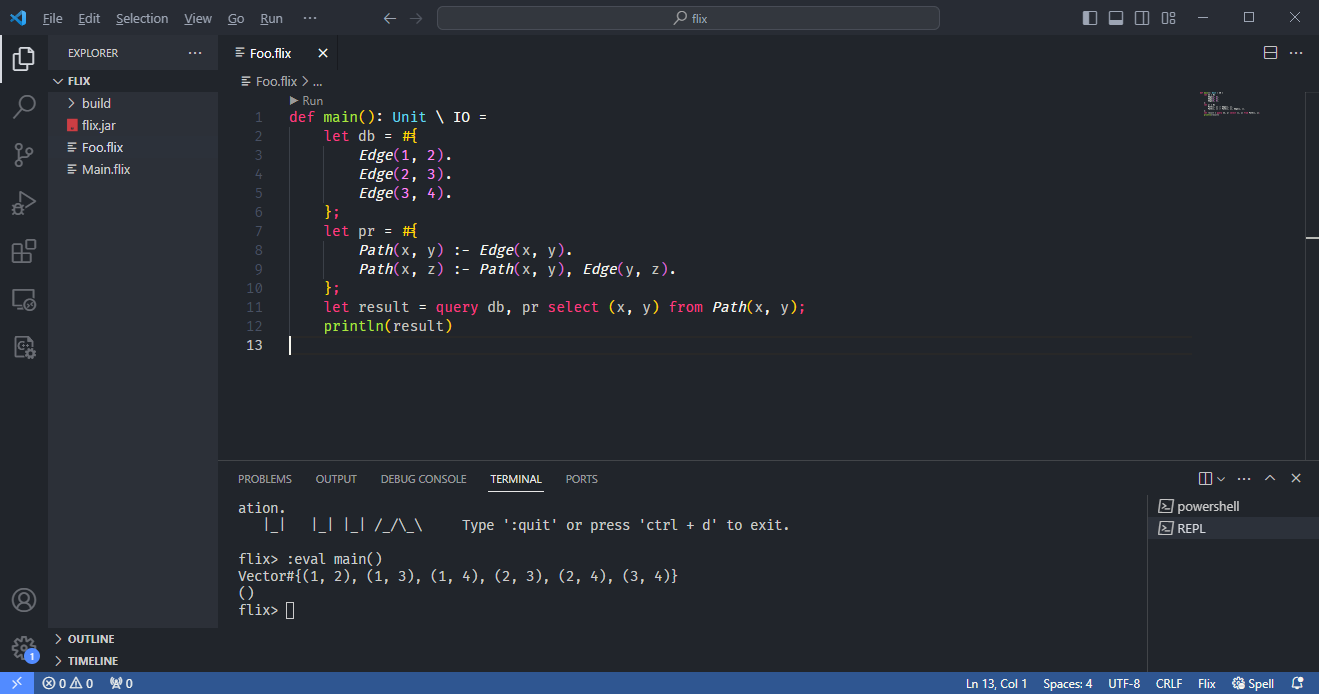 File Edit Selection View Go Run ···
flix
EXPLORER ···
FLIX
build
flix.jar
Foo.flix
Main.flix
OUTLINE
TIMELINE
1
Foo.flix
Foo.flix > ...
Run
1 def main(): Unit \ IO =
2     let db = #{
3         Edge(1, 2).
4         Edge(2, 3).
5         Edge(3, 4).
6     };
7     let pr = #{
8         Path(x, y) :- Edge(x, y).
9         Path(x, z) :- Path(x, y), Edge(y, z).
10     };
11     let result = query db, pr select (x, y) from Path(x, y);
12     println(result)
13
PROBLEMS OUTPUT DEBUG CONSOLE TERMINAL PORTS
ation.
   |_|   |_| |_| /_/\_\     Type ':quit' or press 'ctrl + d' to exit.
flix> :eval main()
Vector#{(1, 2), (1, 3), (1, 4), (2, 3), (2, 4), (3, 4)}
()
flix>
powershell
REPL
0 0 0 Ln 13, Col 1 Spaces: 4 UTF-8 CRLF Flix Spell